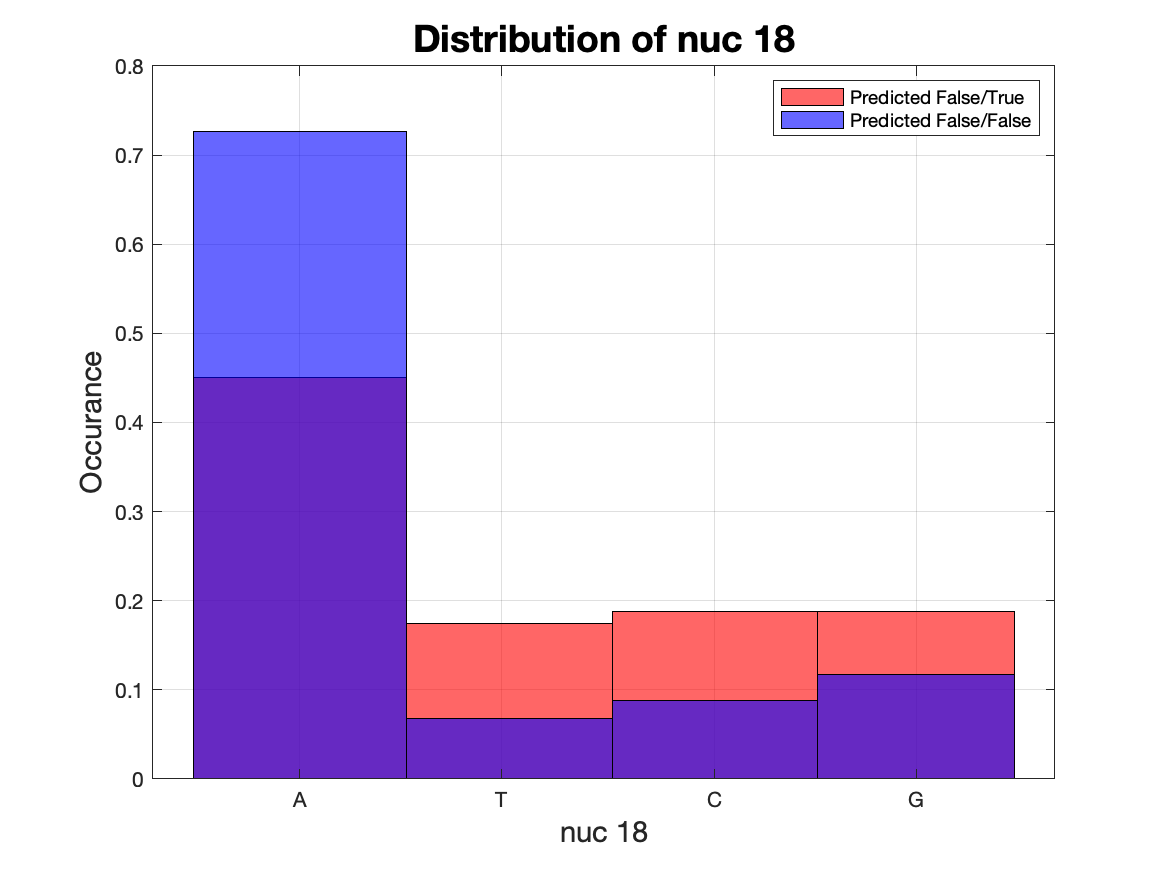 Distribution of nuc 18
Predicted False/True
Predicted False/False
Occurance
0.8
0.7
0.6
0.5
0.4
0.3
0.2
0.1
0
A T C G
nuc 18